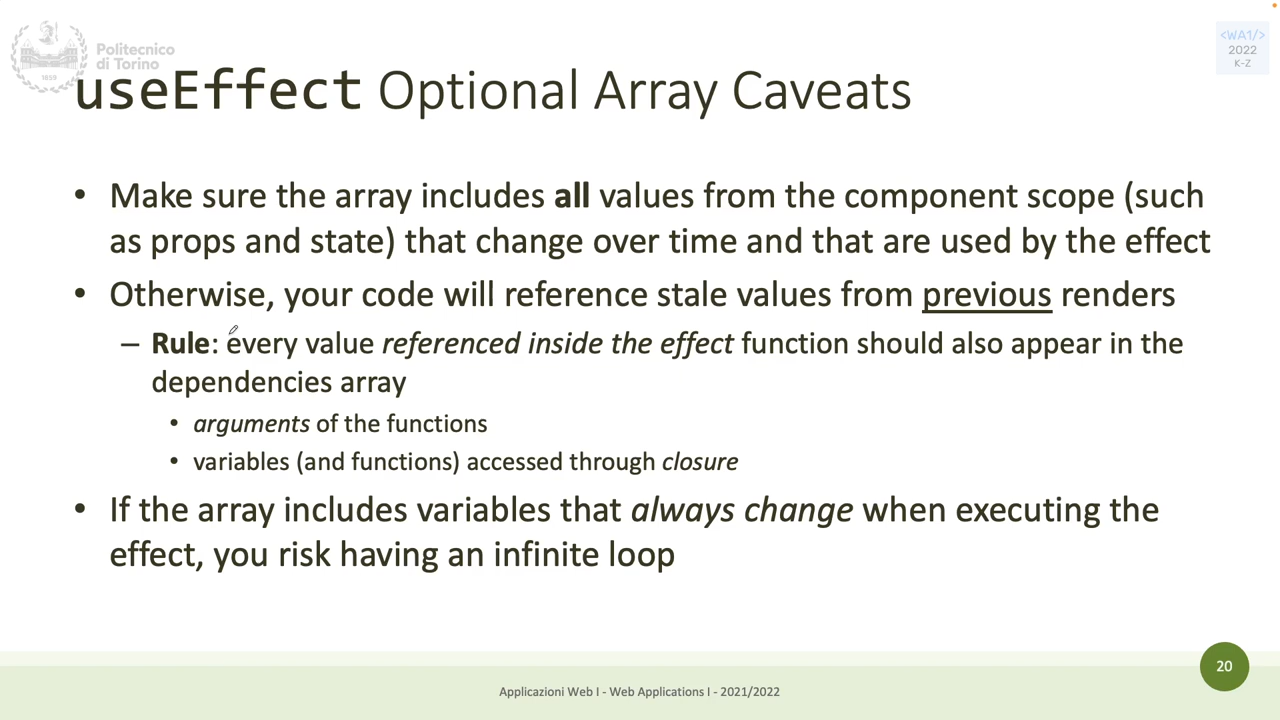 Politecnico
di Torino
1859
<WA1/>
2022
K-Z
useEffect Optional Array Caveats
• Make sure the array includes all values from the component scope (such
as props and state) that change over time and that are used by the effect
• Otherwise, your code will reference stale values from previous renders
– Rule: every value referenced inside the effect function should also appear in the
dependencies array
• arguments of the functions
• variables (and functions) accessed through closure
• If the array includes variables that always change when executing the
effect, you risk having an infinite loop
20
Applicazioni Web I - Web Applications I - 2021/2022